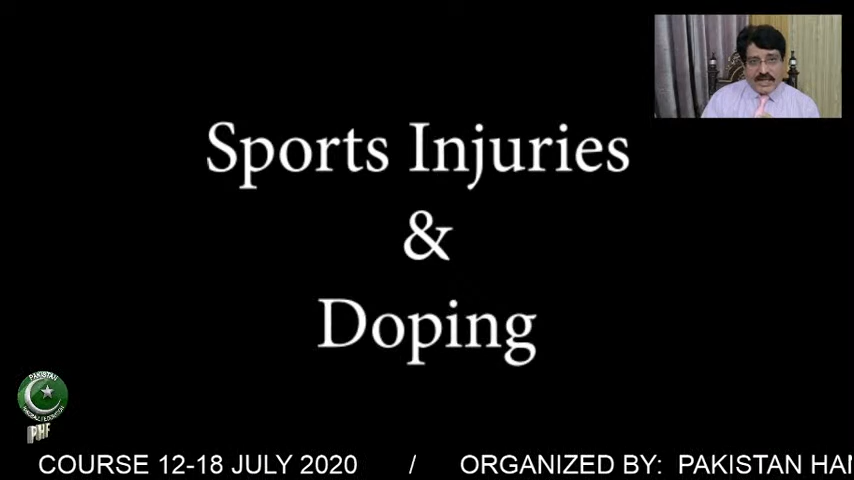 Sports Injuries
&
Doping
PAKISTAN
PHF
COURSE 12-18 JULY 2020 / ORGANIZED BY: PAKISTAN HAN